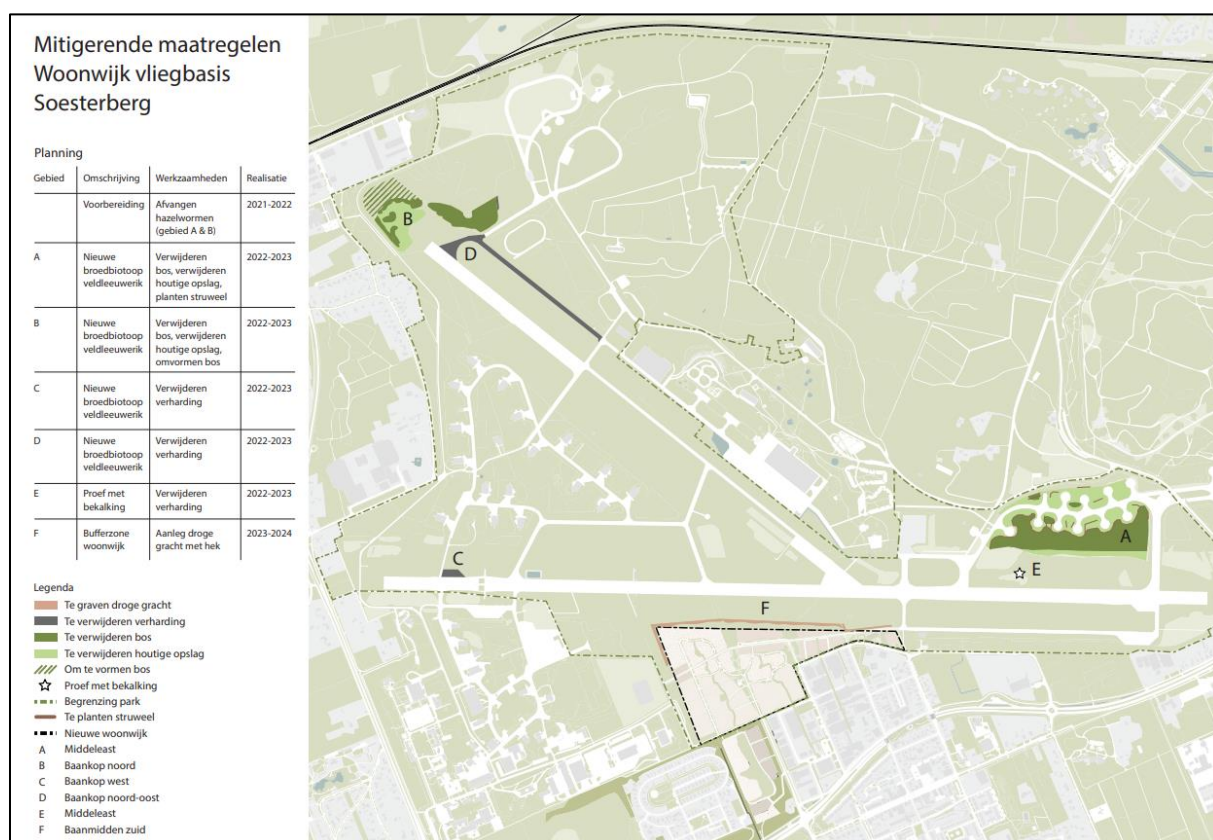 Mitigerende maatregelen
Woonwijk vliegbasis
Soesterberg
Planning
Gebied Omschrijving Werkzaamheden Realisatie
Voorbereiding Afvangen 2021-2022
hazelwormen
(gebied A & B)
A Nieuwe Verwijderen 2022-2023
broedbiotoop bos, verwijderen
veldleeuwerik houtige opslag,
planten struweel
B Nieuwe Verwijderen 2022-2023
broedbiotoop bos, verwijderen
veldleeuwerik houtige opslag,
omvormen bos
C Nieuwe Verwijderen 2022-2023
broedbiotoop verharding
veldleeuwerik
D Nieuwe Verwijderen 2022-2023
broedbiotoop verharding
veldleeuwerik
E Proef met Verwijderen 2022-2023
bekalking verharding
F Bufferzone Aanleg droge 2023-2024
woonwijk gracht met hek
Legenda
Te graven droge gracht
Te verwijderen verharding
Te verwijderen bos
Te verwijderen houtige opslag
Om te vormen bos
Proef met bekalking
Begrenzing park
Te planten struweel
Nieuwe woonwijk
A Middeleast
B Baankop noord
C Baankop west
D Baankop noord-oost
E Middeleast
F Baanmidden zuid
B
D
A
C
E
F